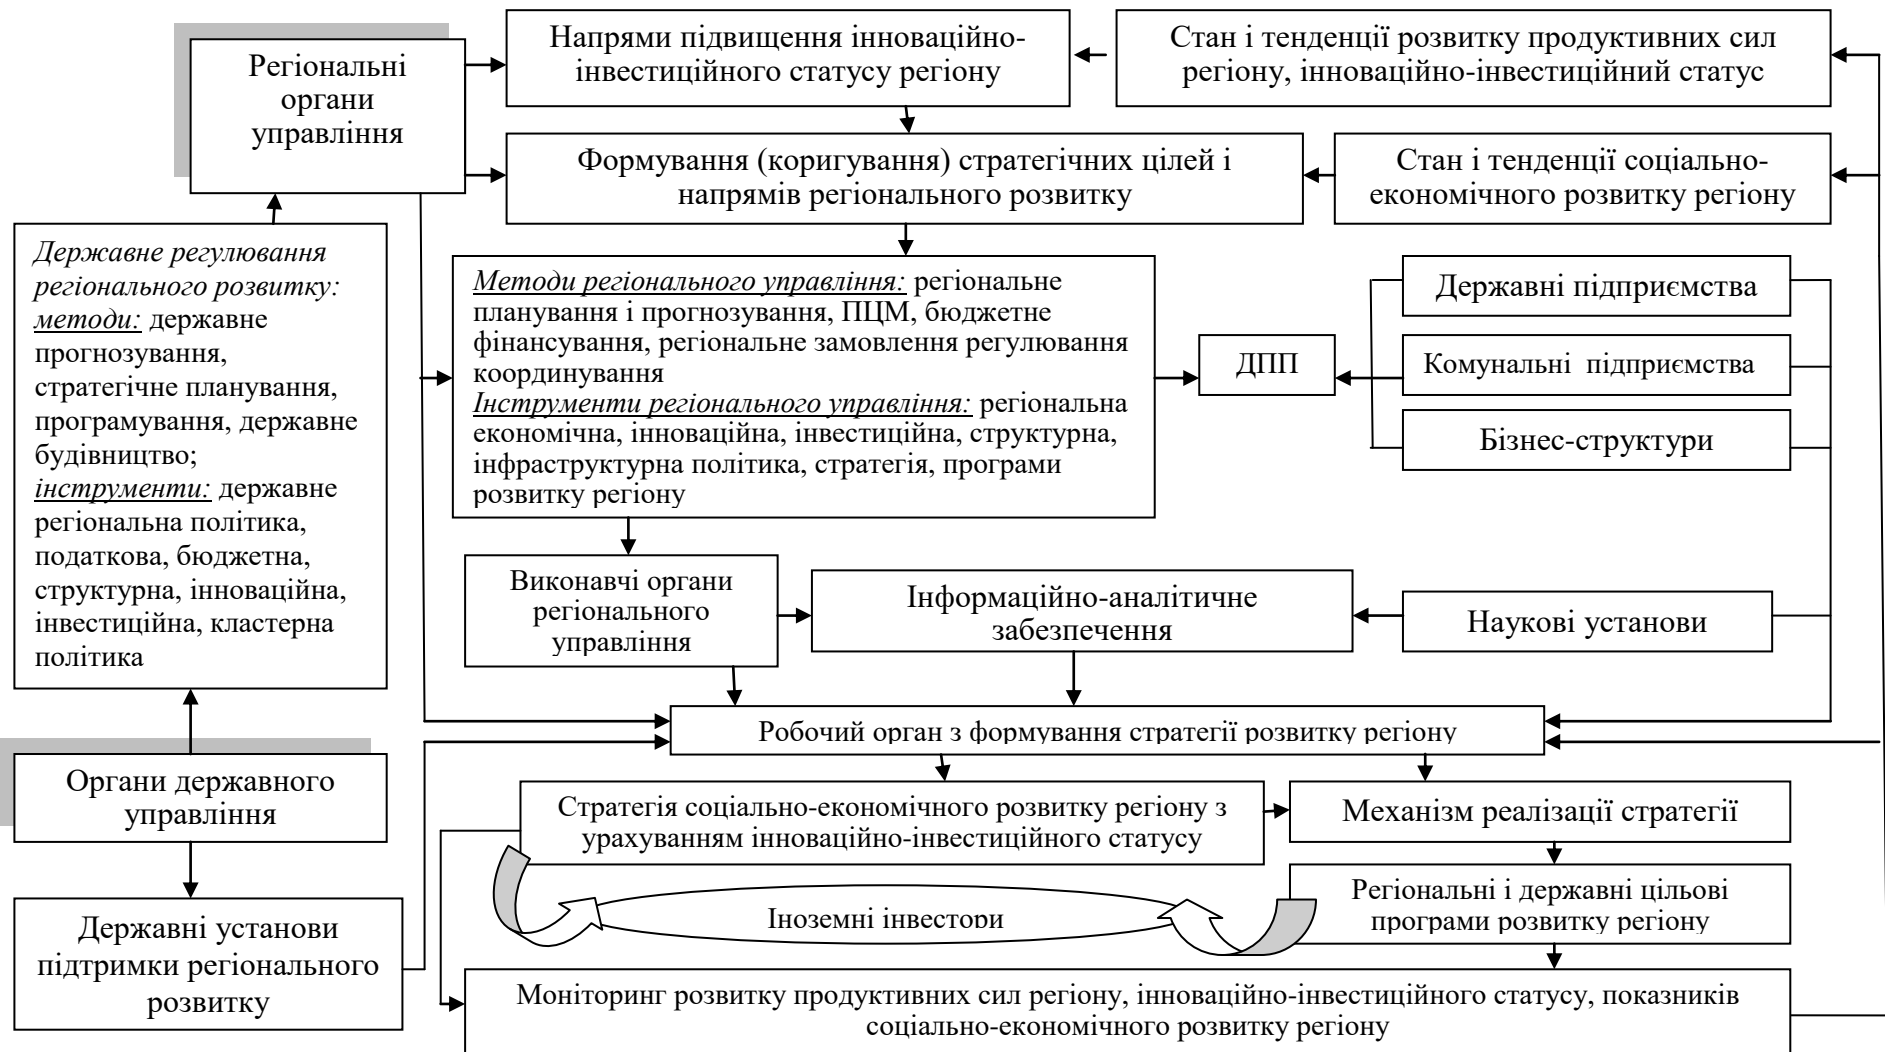 Регіональні
органи
управління
Напрями підвищення інноваційно-
інвестиційного статусу регіону
Стан і тенденції розвитку продуктивних сил
регіону, інноваційно-інвестиційний статус
Формування (коригування) стратегічних цілей і
напрямів регіонального розвитку
Стан і тенденції соціально-
економічного розвитку регіону
Державне регулювання
регіонального розвитку:
методи: державне
прогнозування,
стратегічне планування,
програмування, державне
будівництво;
інструменти: державне
регіональна політика,
податкова, бюджетна,
структурна, інноваційна,
інвестиційна, кластерна
політика
Методи регіонального управління: регіональне
планування і прогнозування, ПЦМ, бюджетне
фінансування, регіональне замовлення регулювання
координування
Інструменти регіонального управління: регіональна
економічна, інноваційна, інвестиційна, структурна,
інфраструктурна політика, стратегія, програми
розвитку регіону
ДПП
Державні підприємства
Комунальні  підприємства
Бізнес-структури
Виконавчі органи
регіонального
управління
Інформаційно-аналітичне
забезпечення
Наукові установи
Робочий орган з формування стратегії розвитку регіону
Органи державного
управління
Стратегія соціально-економічного розвитку регіону з
урахуванням інноваційно-інвестиційного статусу
Механізм реалізації стратегії
Регіональні і державні цільові
програми розвитку регіону
Іноземні інвестори
Державні установи
підтримки регіонального
розвитку
Моніторинг розвитку продуктивних сил регіону, інноваційно-інвестиційного статусу, показників
соціально-економічного розвитку регіону